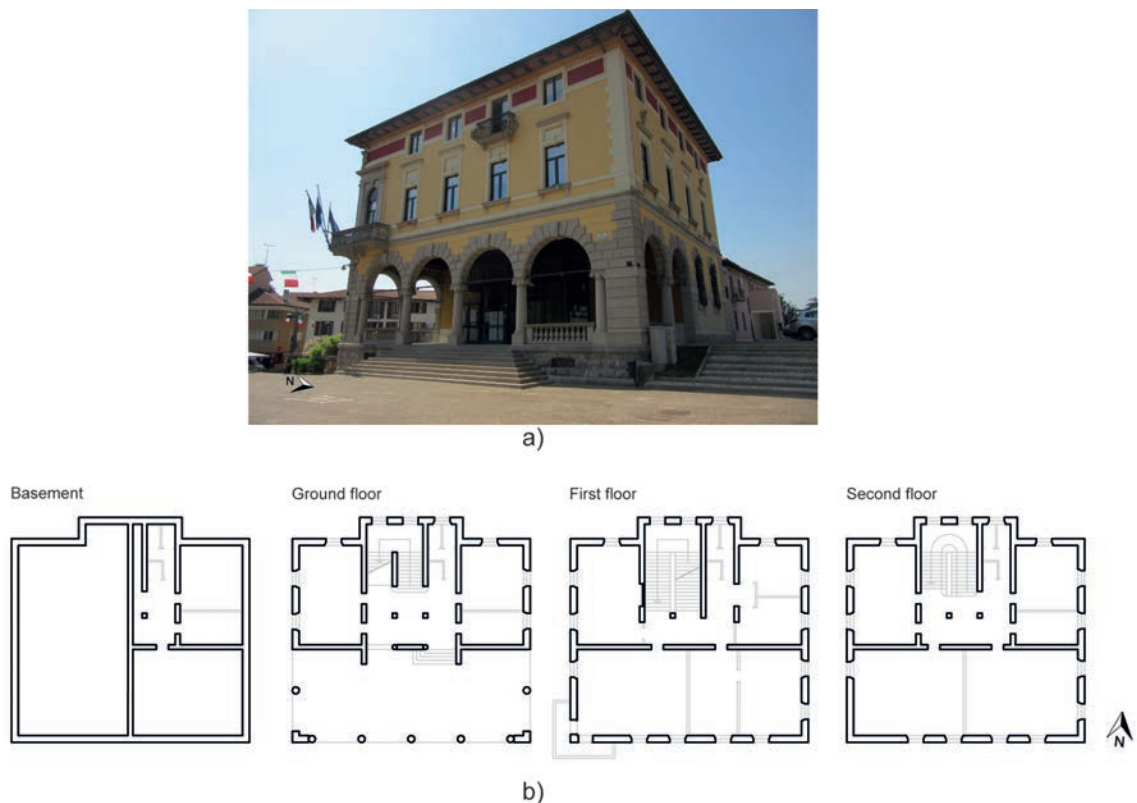 N
a)
Basement
Ground floor
First floor
Second floor
N
b)